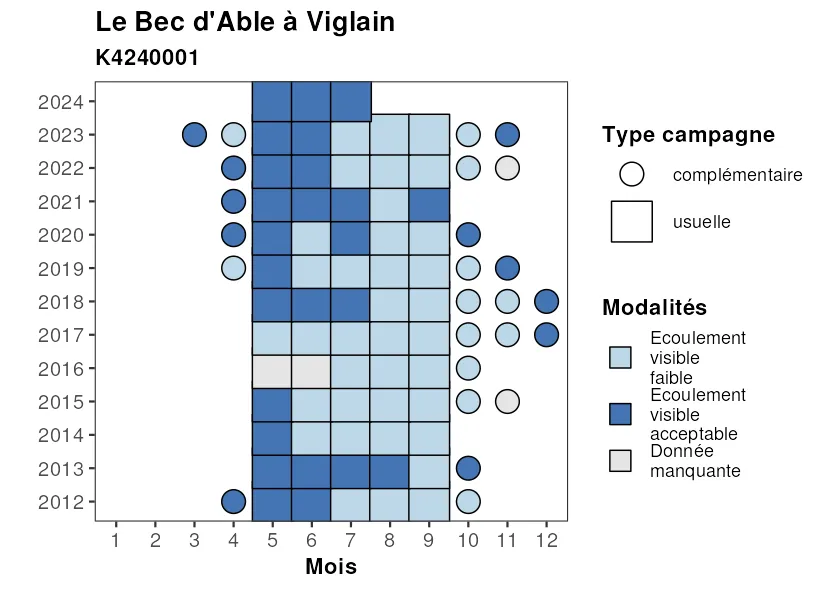 Le Bec d'Able à Viglain
K4240001
2024
2023
2022
2021
2020
2019
2018
2017
2016
2015
2014
2013
2012
1 2 3 4 5 6 7 8 9 10 11 12
Mois
Type campagne
complémentaire
usuelle
Modalités
Ecoulement
visible
faible
Ecoulement
visible
acceptable
Donnée
manquante